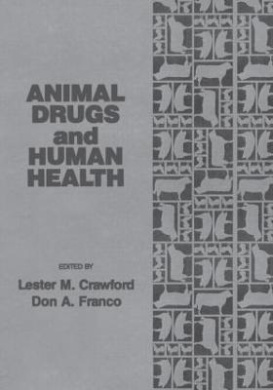 ANIMAL
DRUGS
and
HUMAN
HEALTH
EDITED BY
Lester M. Crawford
Don A. Franco